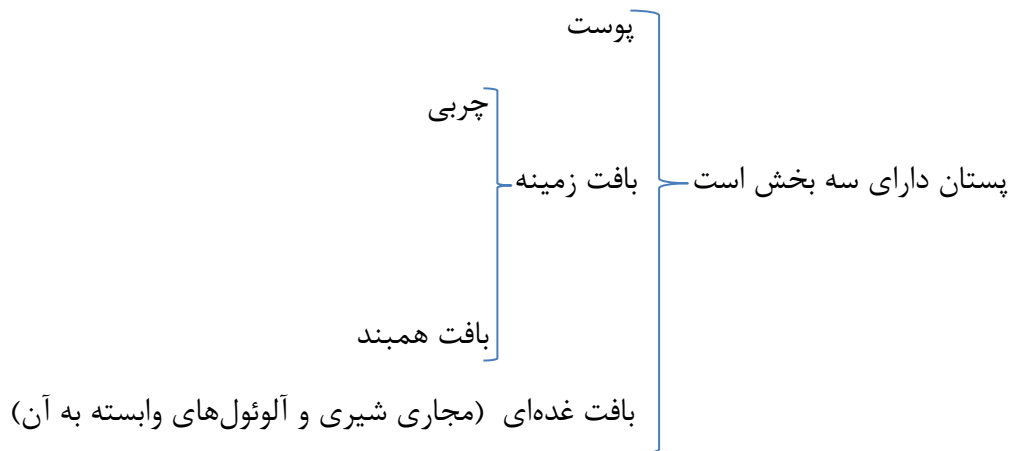 پوست
چربی
پستان دارای سه بخش است
بافت زمینه
بافت همبند
بافت غده‌ای (مجاری شیری و آلوئول‌های وابسته به آن)